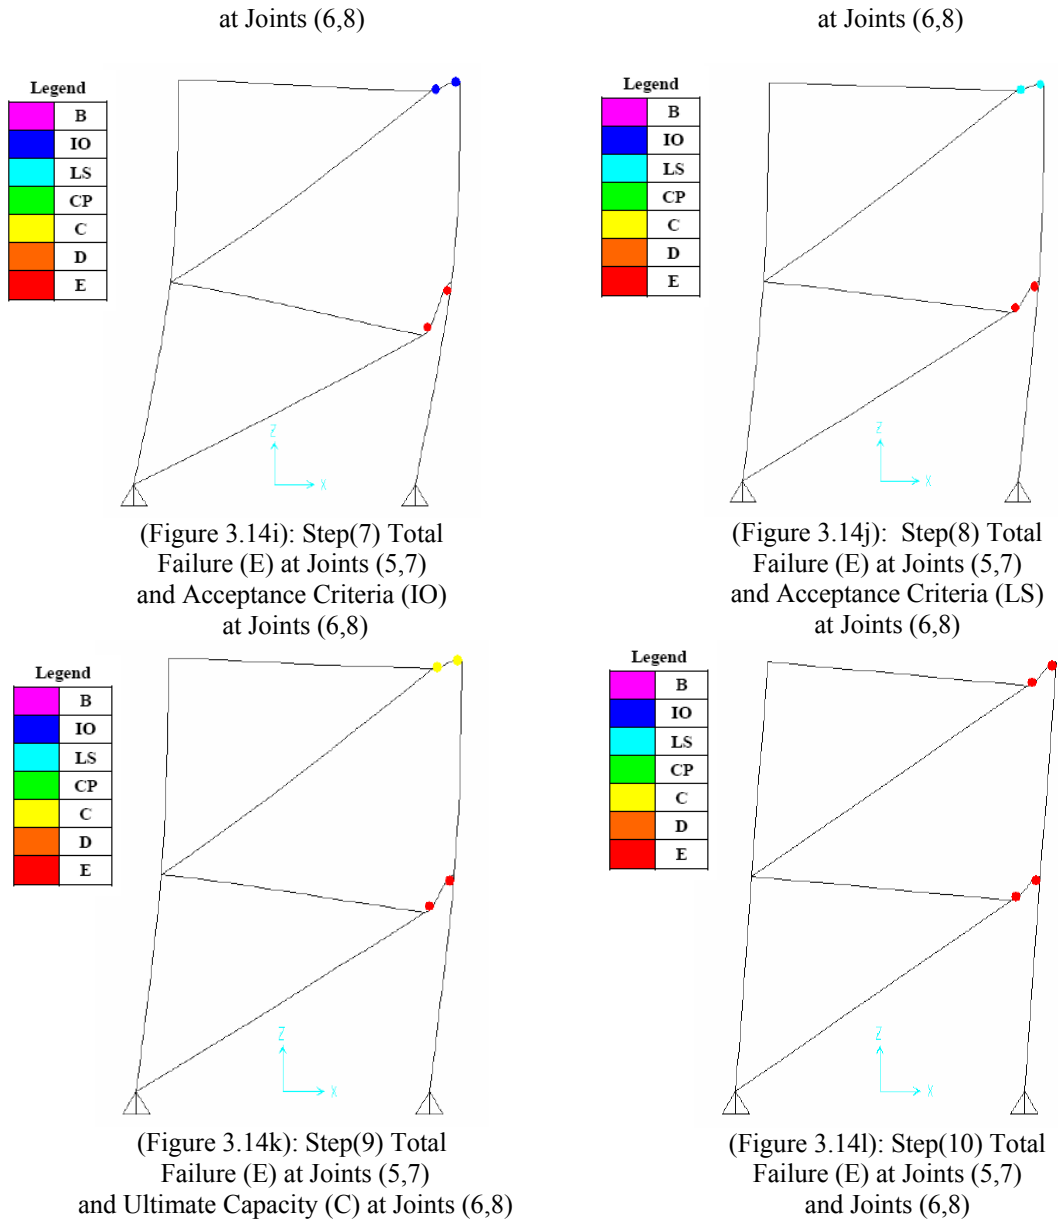 at Joints (6,8)
at Joints (6,8)
Legend
B
IO
LS
CP
C
D
E
Z
X
(Figure 3.14i): Step(7) Total
Failure (E) at Joints (5,7)
and Acceptance Criteria (IO)
at Joints (6,8)
Legend
B
IO
LS
CP
C
D
E
Z
X
(Figure 3.14j): Step(8) Total
Failure (E) at Joints (5,7)
and Acceptance Criteria (LS)
at Joints (6,8)
Legend
B
IO
LS
CP
C
D
E
Z
X
(Figure 3.14k): Step(9) Total
Failure (E) at Joints (5,7)
and Ultimate Capacity (C) at Joints (6,8)
Legend
B
IO
LS
CP
C
D
E
Z
X
(Figure 3.14l): Step(10) Total
Failure (E) at Joints (5,7)
and Joints (6,8)